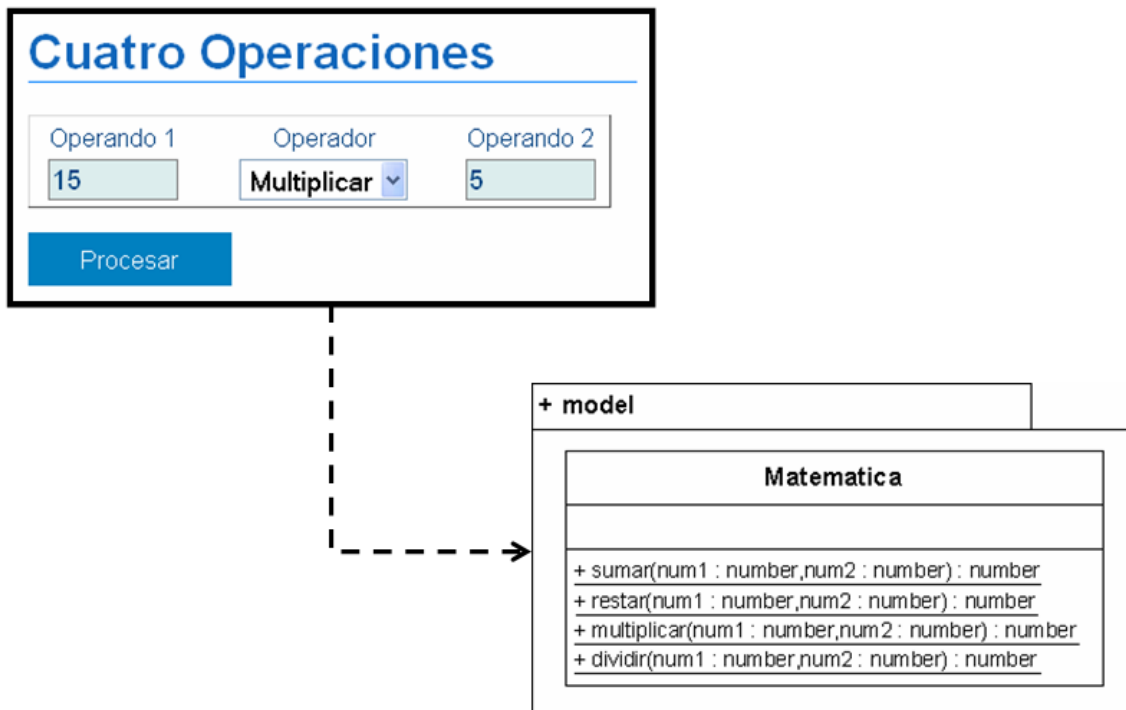 Cuatro Operaciones
Operando 1 Operador Operando 2
15 Multiplicar 5
Procesar
+ model
Matematica
+ sumar(num1 : number,num2 : number) : number
+ restar(num1 : number,num2 : number) : number
+ multiplicar(num1 : number,num2 : number) : number
+ dividir(num1 : number,num2 : number) : number